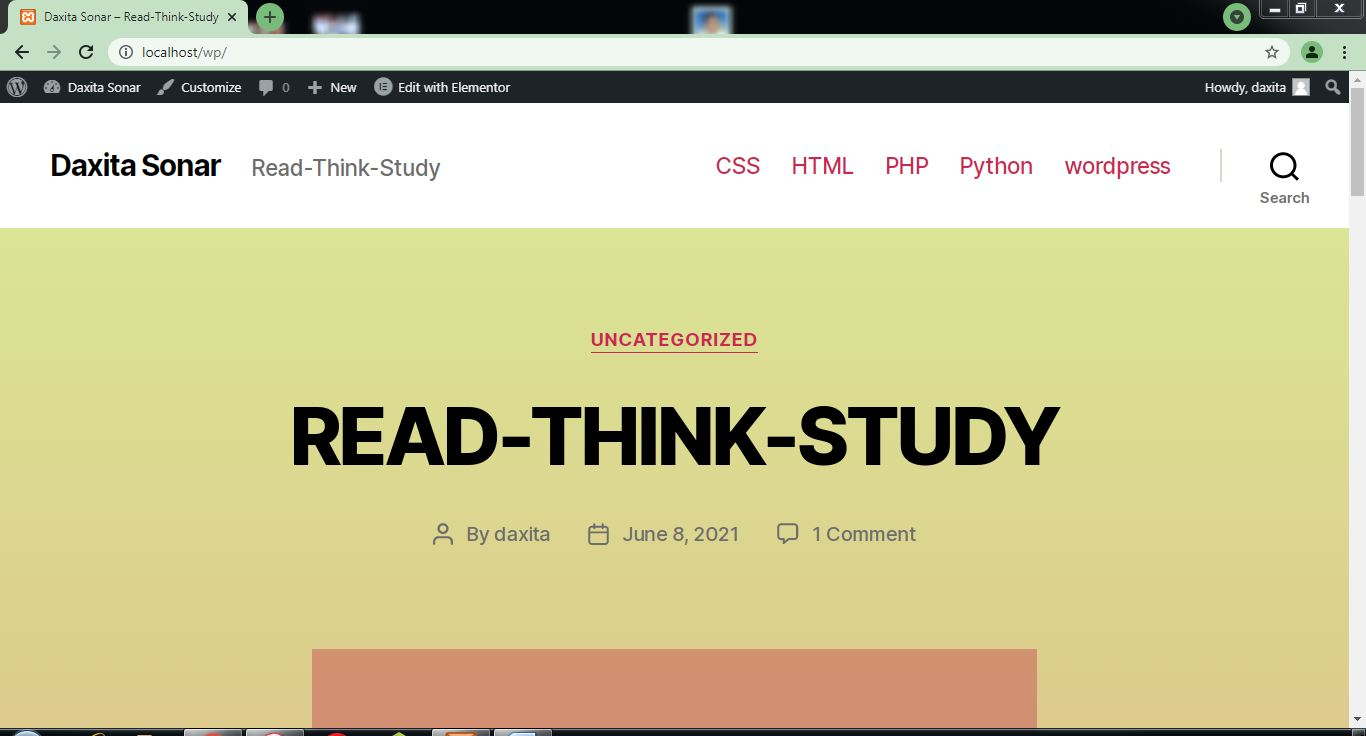 Daxita Sonar – Read-Think-Study
localhost/wp/
Daxita Sonar Customize 0 New Edit with Elementor Howdy, daxita
Daxita Sonar Read-Think-Study CSS HTML PHP Python wordpress
Search
UNCATEGORIZED
READ-THINK-STUDY
By daxita June 8, 2021 1 Comment